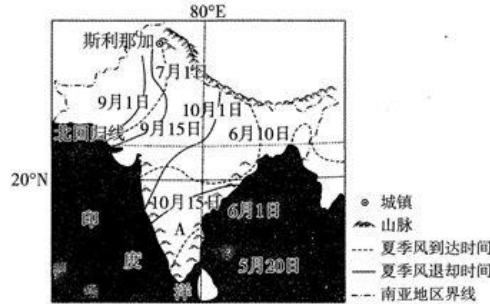 80°E
斯利那加
7月1日
9月1日
10月1日
北回归线
9月15日
6月10日
20°N
10月15日
6月1日
印
A
度
5月20日
洋
城镇
山脉
夏季风到达时间
夏季风退却时间
南亚地区界线